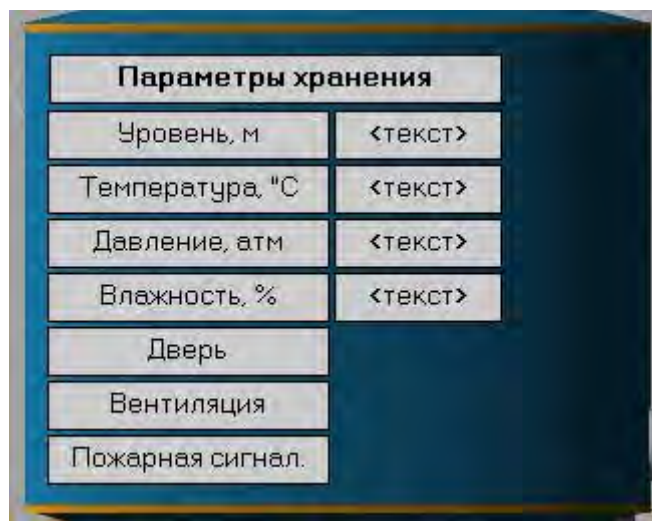 Параметры хранения
Уровень, м <текст>
Температура, "С <текст>
Давление, атм <текст>
Влажность, % <текст>
Дверь
Вентиляция
Пожарная сигнал.